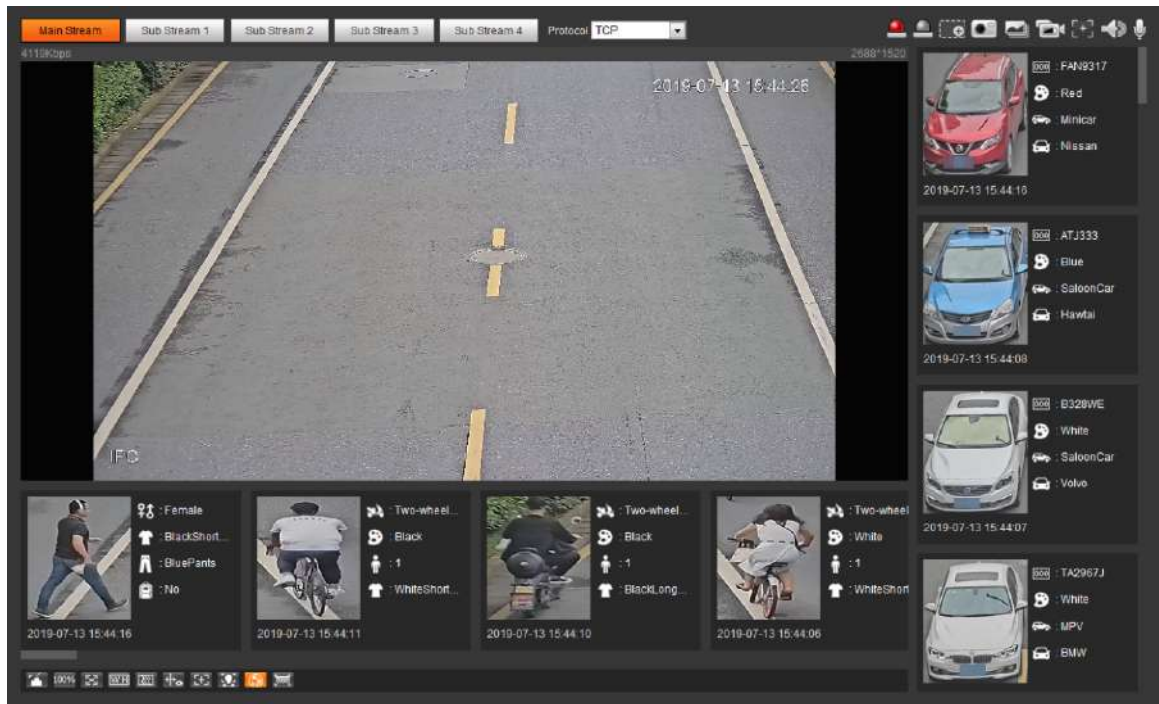 Main Stream
Sub Stream 1
Sub Stream 2
Sub Stream 3
Sub Stream 4
Protocol
TCP
4119Kbps
2688*1520
2019-07-13 15:44:26
IFC
: FAN9317
: Red
: Minicar
: Nissan
2019-07-13 15:44:16
: ATJ333
: Blue
: SaloonCar
: Hawtai
2019-07-13 15:44:08
: B328WE
: White
: SaloonCar
: Volvo
2019-07-13 15:44:07
: TA2967J
: White
: MPV
: BMW
: Female
: BlackShort...
: BluePants
: No
2019-07-13 15:44:16
: Two-wheel...
: Black
: 1
: WhiteShort...
2019-07-13 15:44:11
: Two-wheel...
: Black
: 1
: BlackLong...
2019-07-13 15:44:10
: Two-wheel
: White
: 1
: WhiteShort
2019-07-13 15:44:06
100%
W:H